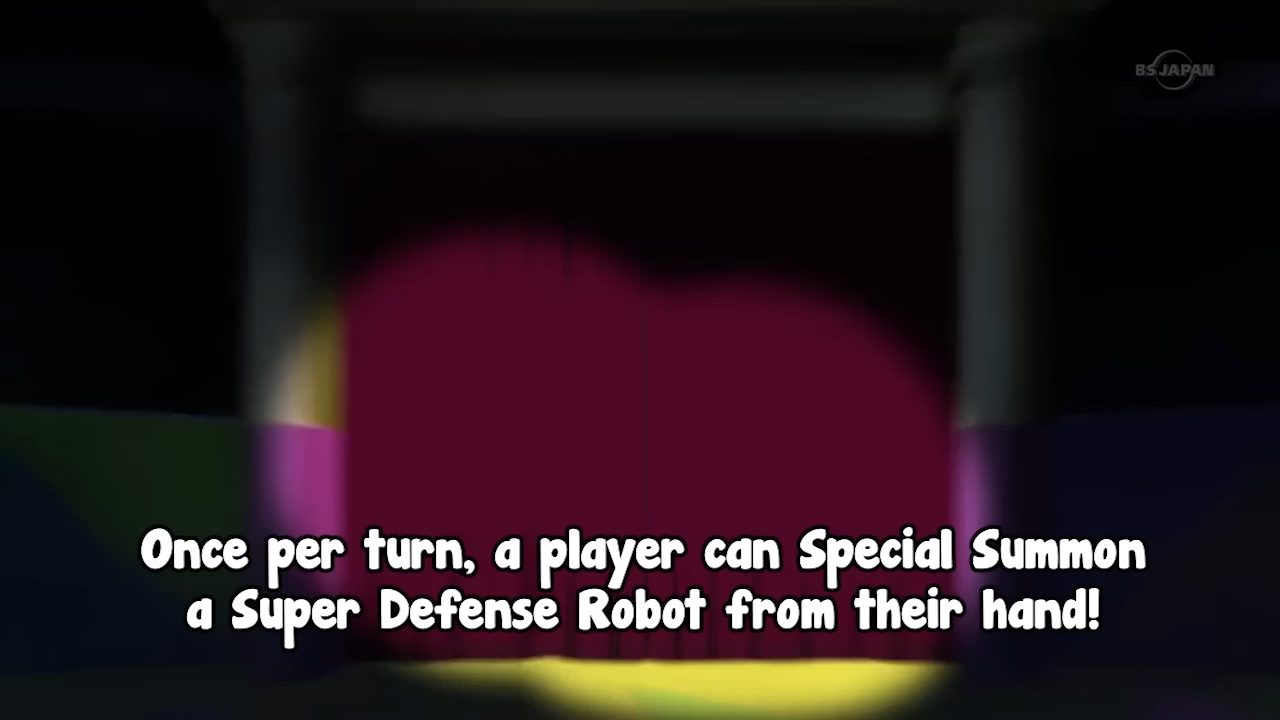 BS JAPAN
Once per turn, a player can Special Summon
a Super Defense Robot from their hand!